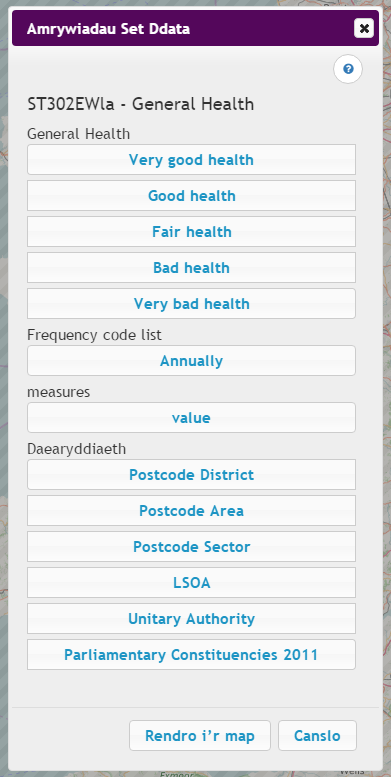 Amrywiadau Set Ddata
ST302EWla - General Health
General Health
Very good health
Good health
Fair health
Bad health
Very bad health
Frequency code list
Annually
measures
value
Daearyddiaeth
Postcode District
Postcode Area
Postcode Sector
LSOA
Unitary Authority
Parliamentary Constituencies 2011
Rendro i’r map
Canslo
Exmoor
Wells